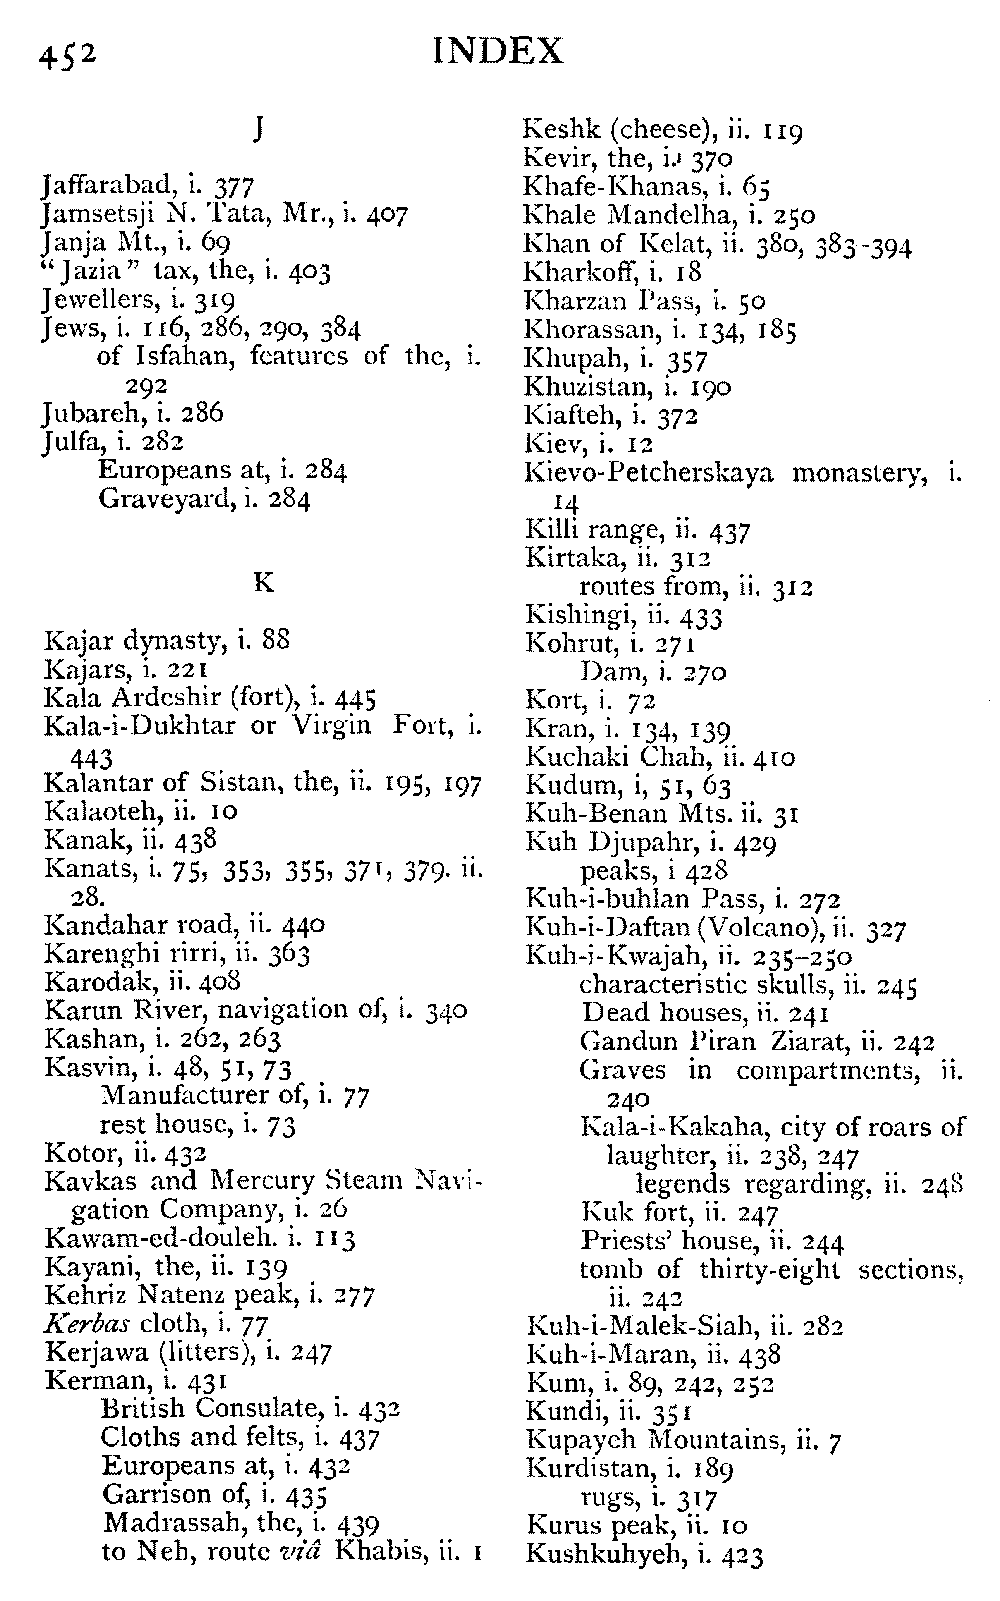 452
INDEX
J
Jaffarabad, i. 377
Jamsetsji N. Tata, Mr., i. 407
Janja Mt., i. 69
“Jazia” tax, the, i. 403
Jewellers, i. 319
Jews, i. 116, 286, 290, 384
of Isfahan, features of the, i.
292
Jubareh, i. 286
Julfa, i. 282
Europeans at, i. 284
Graveyard, i. 284
K
Kajar dynasty, i. 88
Kajars, i. 221
Kala Ardeshir (fort), i. 445
Kala-i-Dukhtar or Virgin Fort, i.
443
Kalantar of Sistan, the, ii. 195, 197
Kalaoteh, ii. 10
Kanak, ii. 438
Kanats, i. 75, 353, 355, 371, 379. ii.
28.
Kandahar road, ii. 440
Karenghi rirri, ii. 363
Karodak, ii. 408
Karun River, navigation of, i. 340
Kashan, i. 262, 263
Kasvin, i. 48, 51, 73
Manufacturer of, i. 77
rest house, i. 73
Kotor, ii. 432
Kavkas and Mercury Steam Navi-
gation Company, i. 26
Kawam-ed-douleh. i. 113
Kayani, the, ii. 139
Kehriz Natenz peak, i. 277
Kerbas cloth, i. 77
Kerjawa (litters), i. 247
Kerman, i. 431
British Consulate, i. 432
Cloths and felts, i. 437
Europeans at, i. 432
Garrison of, i. 435
Madrassah, the, i. 439
to Neh, route viâ Khabis, ii. 1
Keshk (cheese), ii. 119
Kevir, the, i. 370
Khafe-Khanas, i. 65
Khale Mandelha, i. 250
Khan of Kelat, ii. 380, 383-394
Kharkoff, i. 18
Kharzan Pass, i. 50
Khorassan, i. 134, 185
Khupah, i. 357
Khuzistan, i. 190
Kiafteh, i. 372
Kiev, i. 12
Kievo-Petcherskaya monastery, i.
14
Killi range, ii. 437
Kirtaka, ii. 312
routes from, ii. 312
Kishingi, ii. 433
Kohrut, i. 271
Dam, i. 270
Kort, i. 72
Kran, i. 134, 139
Kuchaki Chah, ii. 410
Kudum, i, 51, 63
Kuh-Benan Mts. ii. 31
Kuh Djupahr, i. 429
peaks, i 428
Kuh-i-buhlan Pass, i. 272
Kuh-i-Daftan (Volcano), ii. 327
Kuh-i-Kwajah, ii. 235–250
characteristic skulls, ii. 245
Dead houses, ii. 241
Gandun Piran Ziarat, ii. 242
Graves in compartments, ii.
240
Kala-i-Kakaha, city of roars of
laughter, ii. 238, 247
legends regarding, ii. 248
Kuk fort, ii. 247
Priests’ house, ii. 244
tomb of thirty-eight sections,
ii. 242
Kuh-i-Malek-Siah, ii. 282
Kuh-i-Maran, ii. 438
Kum, i. 89, 242, 252
Kundi, ii. 351
Kupayeh Mountains, ii. 7
Kurdistan, i. 189
rugs, i. 317
Kurus peak, ii. 10
Kushkuhyeh, i. 423